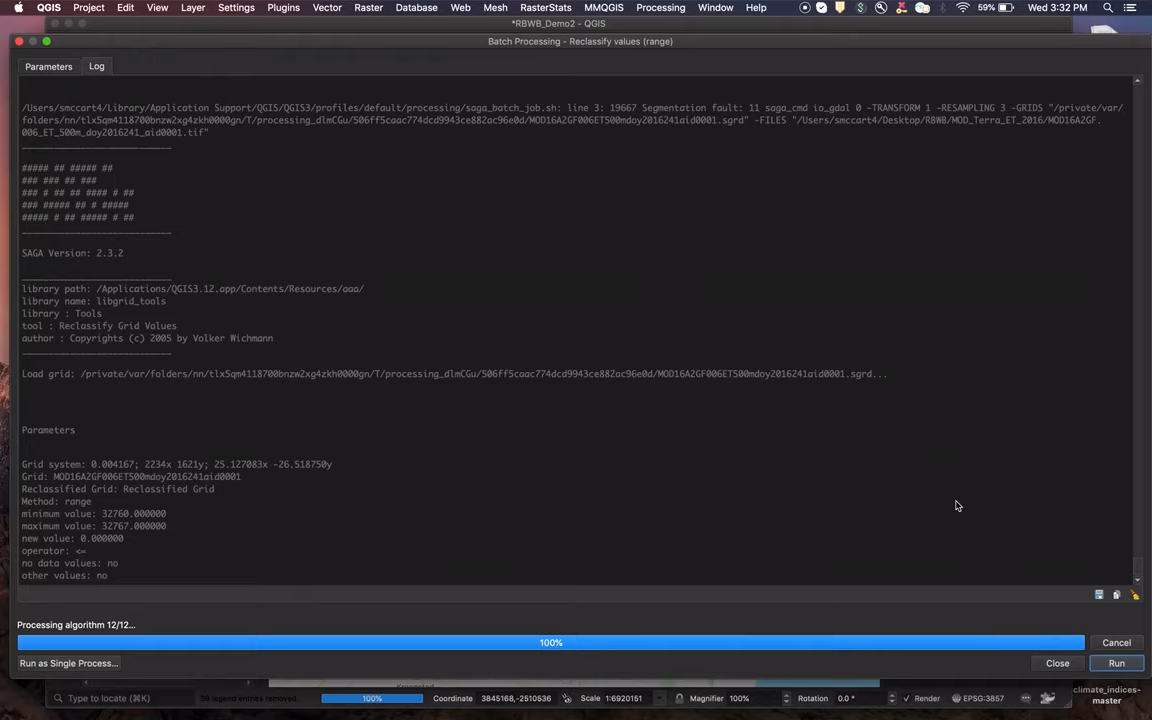 QGIS Project Edit View Layer Settings Plugins Vector Raster Database Web Mesh RasterStats MMQGIS Processing Window Help 59% Wed 3:32 PM
*RBWB_Demo2 - QGIS
Batch Processing - Reclassify values (range)
Parameters Log
/Users/smccart4/Library/Application Support/QGIS/QGIS3/profiles/default/processing/saga_batch_job.sh: line 3: 19667 Segmentation fault: 11 saga_cmd io_gdal 0 -TRANSFORM 1 -RESAMPLING 3 -GRIDS "/private/var/
folders/nn/tlx5qm4118700bnzw2xg4zkh0000gn/T/processing_dlmCGu/506ff5caac774dcd9943ce882ac96e0d/MOD16A2GF006ET500mdoy2016241aid0001.sgrd" -FILES "/Users/smccart4/Desktop/RBWB/MOD_Terra_ET_2016/MOD16A2GF.
006_ET_500m_doy2016241_aid0001.tif"
_____________________________
##### ## ##### ##
### ### ## ###
### # ## ## #### # ##
### ##### ## # #####
##### # ## ##### # ##
_____________________________
SAGA Version: 2.3.2
_____________________________
library path: /Applications/QGIS3.12.app/Contents/Resources/aaa/
library name: libgrid_tools
library : Tools
tool : Reclassify Grid Values
author : Copyrights (c) 2005 by Volker Wichmann
_____________________________
Load grid: /private/var/folders/nn/tlx5qm4118700bnzw2xg4zkh0000gn/T/processing_dlmCGu/506ff5caac774dcd9943ce882ac96e0d/MOD16A2GF006ET500mdoy2016241aid0001.sgrd...
Parameters
Grid system: 0.004167; 2234x 1621y; 25.127083x -26.518750y
Grid: MOD16A2GF006ET500mdoy2016241aid0001
Reclassified Grid: Reclassified Grid
Method: range
minimum value: 32760.000000
maximum value: 32767.000000
new value: 0.000000
operator: <=
no data values: no
other values: no
Processing algorithm 12/12...
100%
Cancel
Run as Single Process...
Close
Run
Type to locate (⌘K) 39 legend entries removed. 100% Coordinate 3845168,-2510536 Scale 1:6920151 Magnifier 100% Rotation 0.0 ° Render EPSG:3857
climate_indices-
master